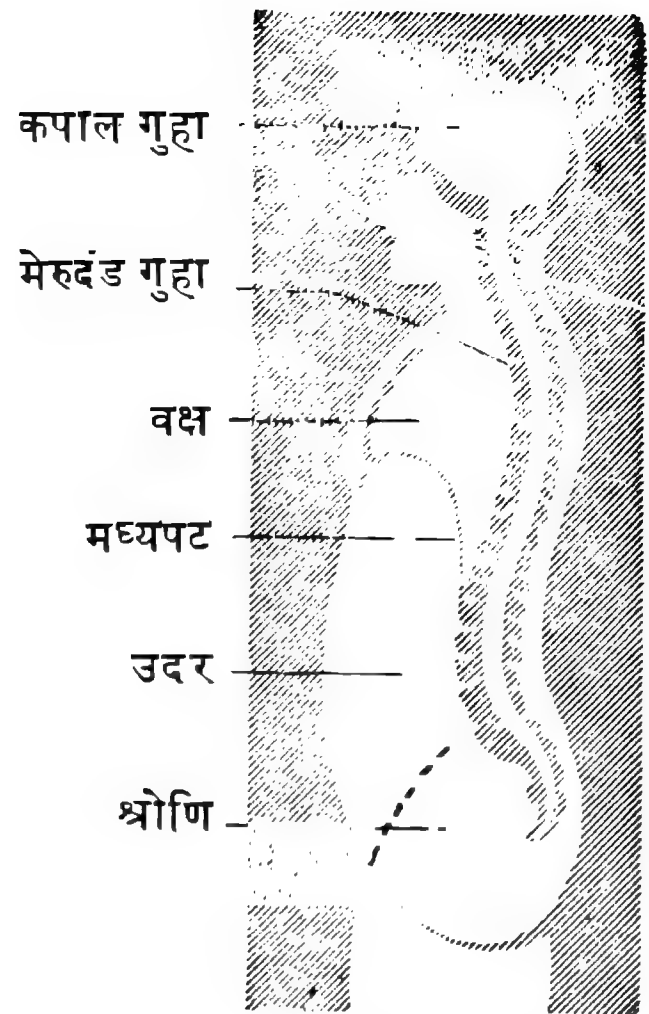 कपाल गुहा
मेरुदंड गुहा
वक्ष
मध्यपट
उदर
श्रोणि